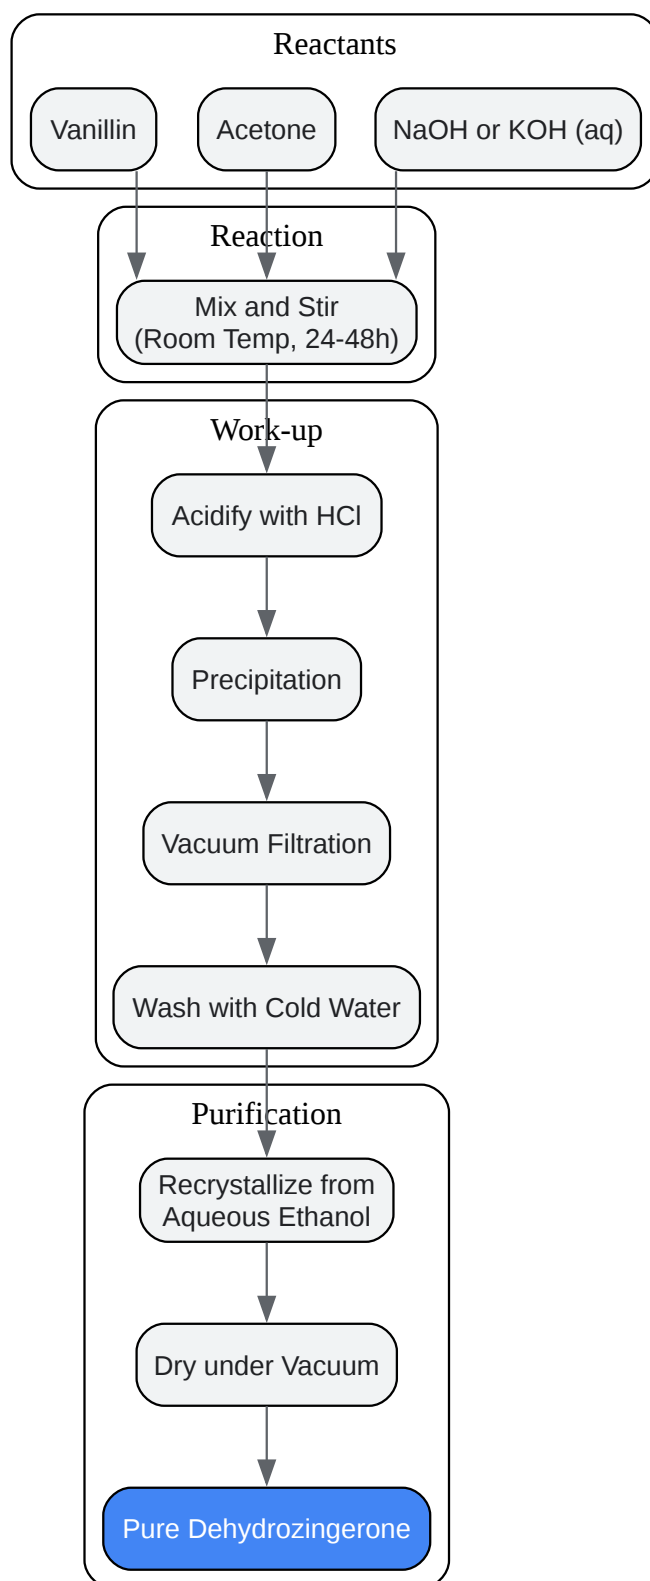 Reactants
Vanillin
Acetone
NaOH or KOH (aq)
Reaction
Mix and Stir
(Room Temp, 24-48h)
Work-up
Acidify with HCl
Precipitation
Vacuum Filtration
Wash with Cold Water
Purification
Recrystallize from
Aqueous Ethanol
Dry under Vacuum
Pure Dehydrozingerone